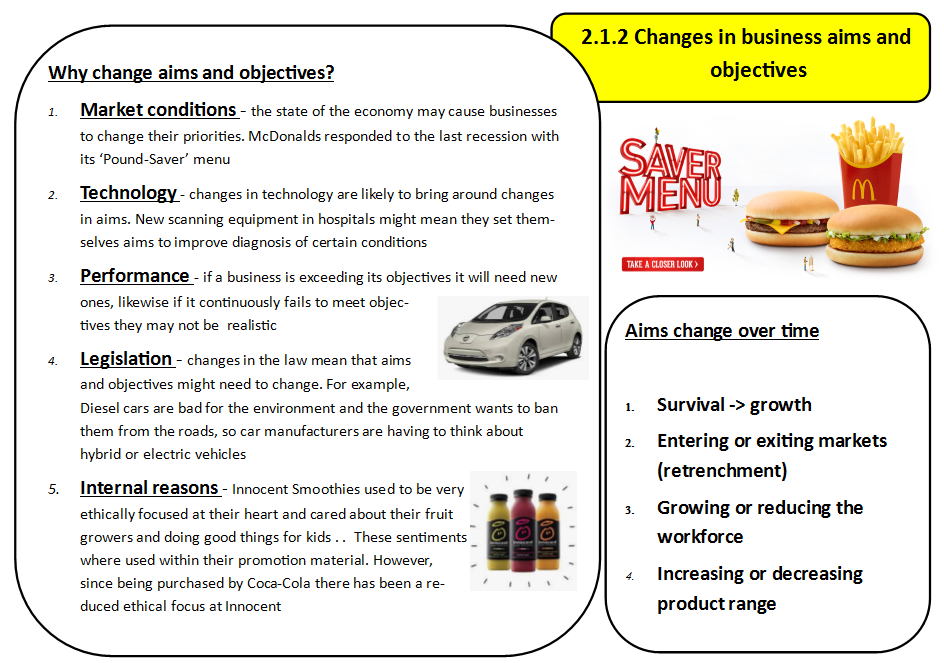 2.1.2 Changes in business aims and
objectives
Why change aims and objectives?
1. Market conditions - the state of the economy may cause businesses
to change their priorities. McDonalds responded to the last recession with
its ‘Pound-Saver’ menu
2. Technology - changes in technology are likely to bring around changes
in aims. New scanning equipment in hospitals might mean they set them-
selves aims to improve diagnosis of certain conditions
3. Performance - if a business is exceeding its objectives it will need new
ones, likewise if it continuously fails to meet objec-
tives they may not be realistic
4. Legislation - changes in the law mean that aims
and objectives might need to change. For example,
Diesel cars are bad for the environment and the government wants to ban
them from the roads, so car manufacturers are having to think about
hybrid or electric vehicles
5. Internal reasons - Innocent Smoothies used to be very
ethically focused at their heart and cared about their fruit
growers and doing good things for kids . . These sentiments
where used within their promotion material. However,
since being purchased by Coca-Cola there has been a re-
duced ethical focus at Innocent
SAVER
MENU
TAKE A CLOSER LOOK >
Aims change over time
1. Survival -> growth
2. Entering or exiting markets
(retrenchment)
3. Growing or reducing the
workforce
4. Increasing or decreasing
product range